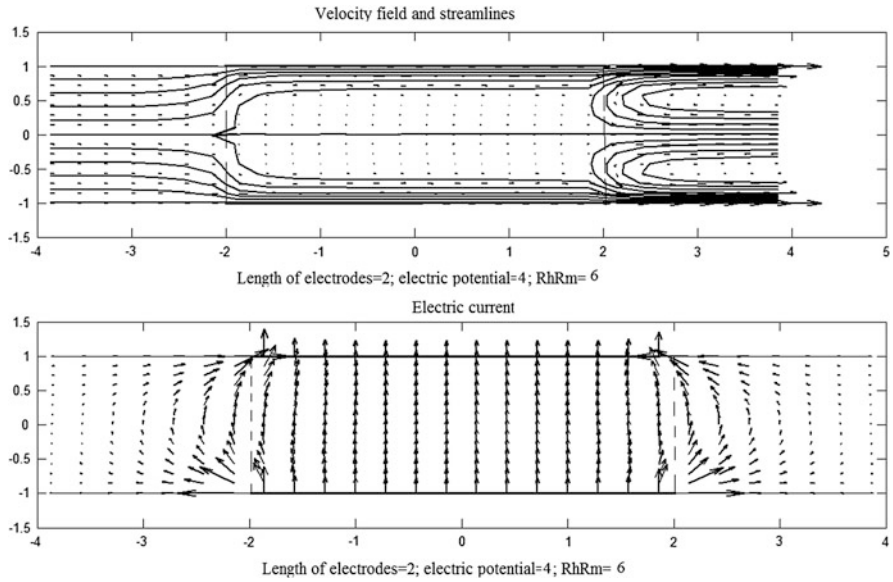 Velocity field and streamlines
1.5
1
0.5
0
-0.5
-1
-1.5
-4 -3 -2 -1 0 1 2 3 4 5
Length of electrodes=2; electric potential=4; RhRm= 6
Electric current
1.5
1
0.5
0
-0.5
-1
-1.5
-4 -3 -2 -1 0 1 2 3 4
Length of electrodes=2; electric potential=4; RhRm= 6